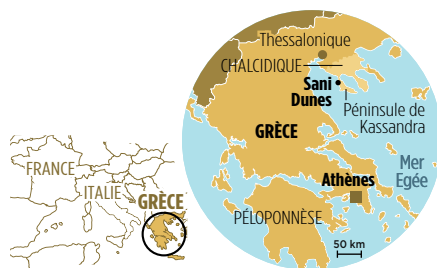 Thessalonique
CHALCIDIQUE
Sani
Dunes
Péninsule de
Kassandra
GRÈCE
Mer
Egée
Athènes
PÉLOPONNÈSE
50 km
FRANCE
ITALIE
GRÈCE